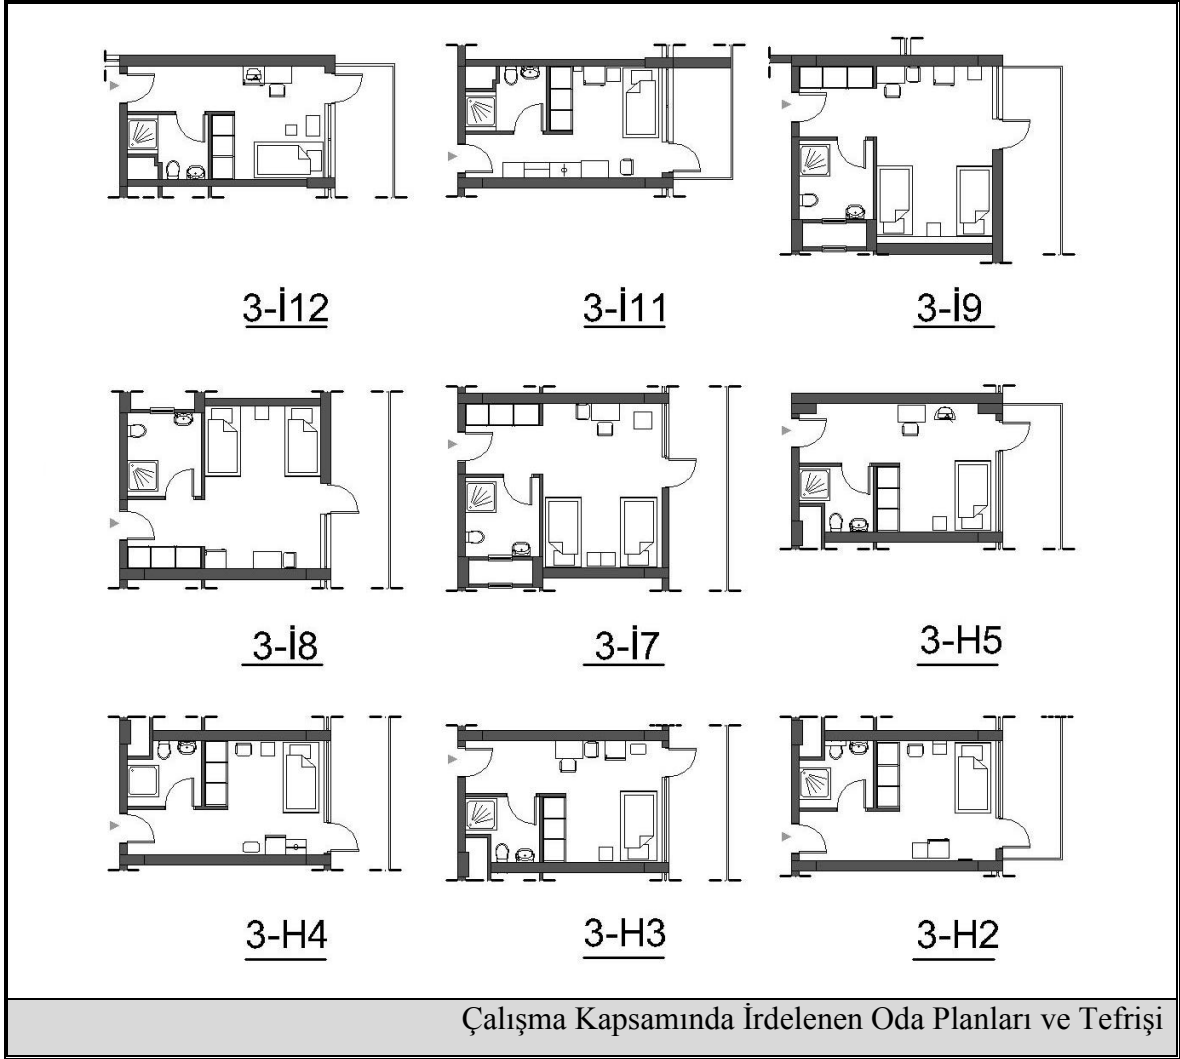 3-İ12
3-İ11
3-İ9
3-İ8
3-İ7
3-H5
3-H4
3-H3
3-H2
Çalışma Kapsamında İrdelenen Oda Planları ve Tefrişi